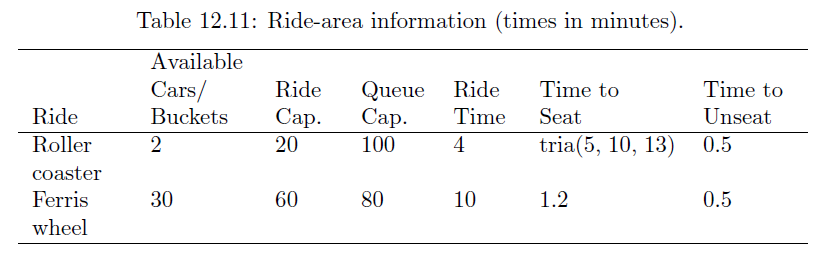 Table 12.11: Ride-area information (times in minutes).
Available
Cars/ Ride Queue Ride Time to Time to
Ride Buckets Cap. Cap. Time Seat Unseat
Roller 2 20 100 4 tria(5, 10, 13) 0.5
coaster
Ferris 30 60 80 10 1.2 0.5
wheel